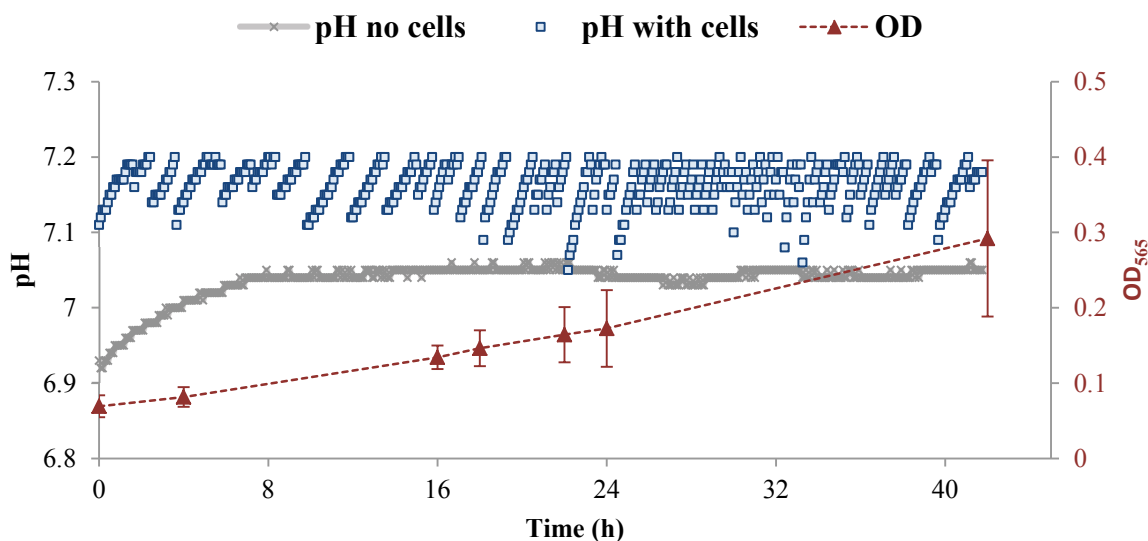 pH no cells pH with cells OD
7.3 0.5
7.2 0.4
7.1 0.3
7 0.2
6.9 0.1
6.8 0
pH
OD565
0 8 16 24 32 40
Time (h)